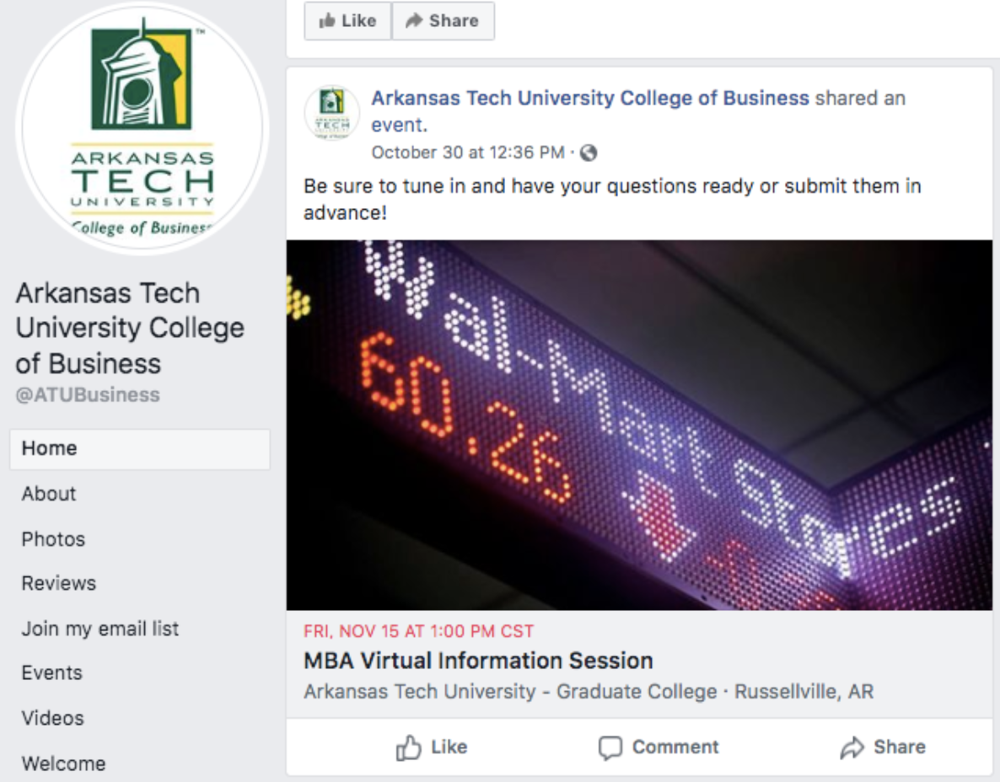 ARKANSAS
TECH
UNIVERSITY
College of Business
Arkansas Tech
University College
of Business
@ATUBusiness
Home
About
Photos
Reviews
Join my email list
Events
Videos
Welcome
Like
Share
Arkansas Tech University College of Business shared an
event.
October 30 at 12:36 PM ·
Be sure to tune in and have your questions ready or submit them in
advance!
Wal-Mart Stores
60.26
FRI, NOV 15 AT 1:00 PM CST
MBA Virtual Information Session
Arkansas Tech University - Graduate College · Russellville, AR
Like
Comment
Share